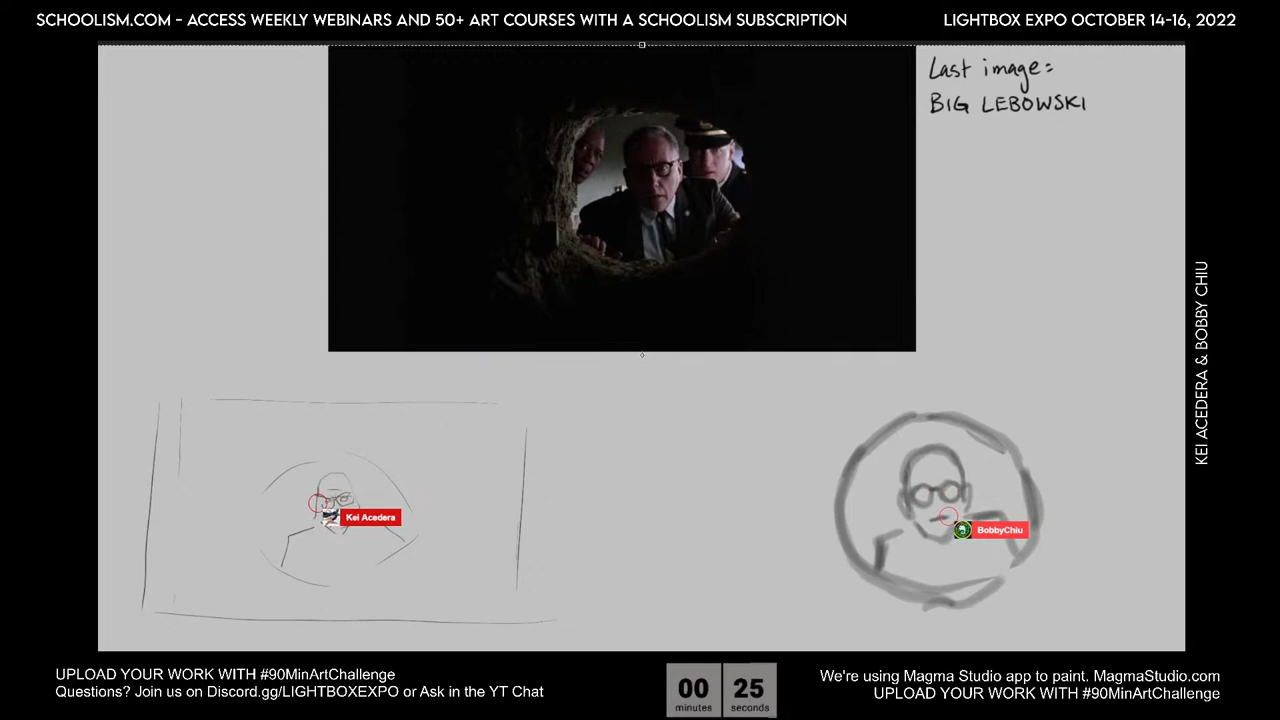 SCHOOLISM.COM - ACCESS WEEKLY WEBINARS AND 50+ ART COURSES WITH A SCHOOLISM SUBSCRIPTION
LIGHTBOX EXPO OCTOBER 14-16, 2022
Last image:
BIG LEBOWSKI
KEI ACEDERA & BOBBY CHIU
Kei Acedera
BobbyChiu
UPLOAD YOUR WORK WITH #90MinArtChallenge
Questions? Join us on Discord.gg/LIGHTBOXEXPO or Ask in the YT Chat
00
minutes
25
seconds
We're using Magma Studio app to paint. MagmaStudio.com
UPLOAD YOUR WORK WITH #90MinArtChallenge